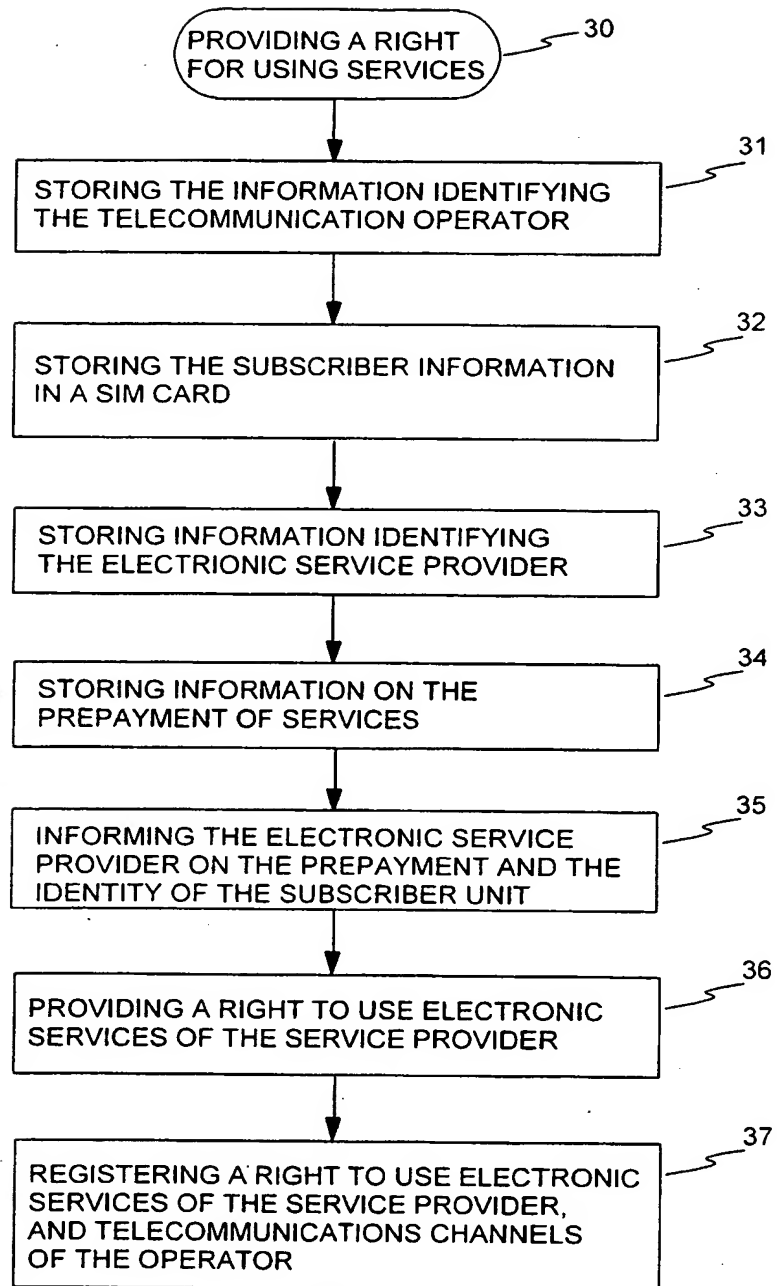 PROVIDING A RIGHT
FOR USING SERVICES
30
31
STORING THE INFORMATION IDENTIFYING
THE TELECOMMUNICATION OPERATOR
32
STORING THE SUBSCRIBER INFORMATION
IN A SIM CARD
33
STORING INFORMATION IDENTIFYING
THE ELECTRIONIC SERVICE PROVIDER
34
STORING INFORMATION ON THE
PREPAYMENT OF SERVICES
35
INFORMING THE ELECTRONIC SERVICE
PROVIDER ON THE PREPAYMENT AND THE
IDENTITY OF THE SUBSCRIBER UNIT
36
PROVIDING A RIGHT TO USE ELECTRONIC
SERVICES OF THE SERVICE PROVIDER
37
REGISTERING A RIGHT TO USE ELECTRONIC
SERVICES OF THE SERVICE PROVIDER,
AND TELECOMMUNICATIONS CHANNELS
OF THE OPERATOR